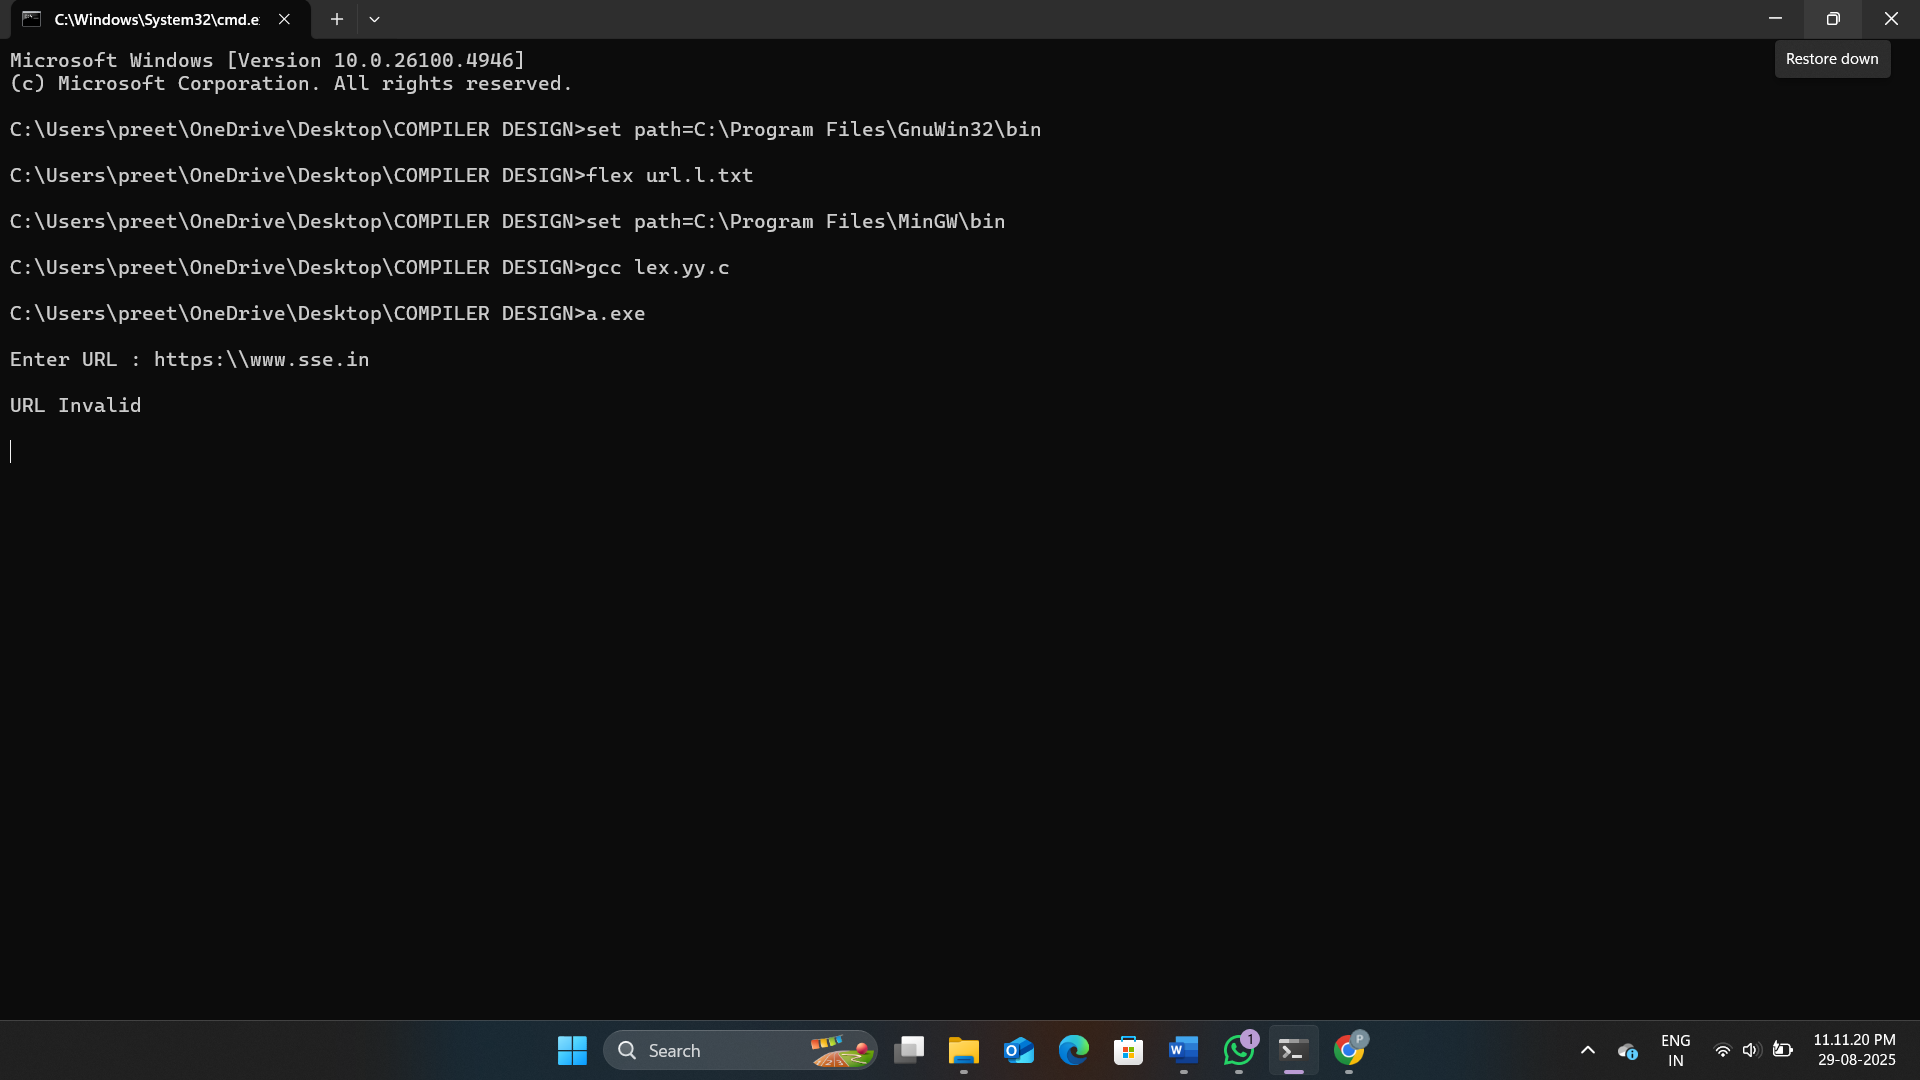 C:\Windows\System32\cmd.e
Restore down
Microsoft Windows [Version 10.0.26100.4946]
(c) Microsoft Corporation. All rights reserved.
C:\Users\preet\OneDrive\Desktop\COMPILER DESIGN>set path=C:\Program Files\GnuWin32\bin
C:\Users\preet\OneDrive\Desktop\COMPILER DESIGN>flex url.l.txt
C:\Users\preet\OneDrive\Desktop\COMPILER DESIGN>set path=C:\Program Files\MinGW\bin
C:\Users\preet\OneDrive\Desktop\COMPILER DESIGN>gcc lex.yy.c
C:\Users\preet\OneDrive\Desktop\COMPILER DESIGN>a.exe
Enter URL : https:\\www.sse.in
URL Invalid
Search
1
P
ENG
IN
11.11.20 PM
29-08-2025